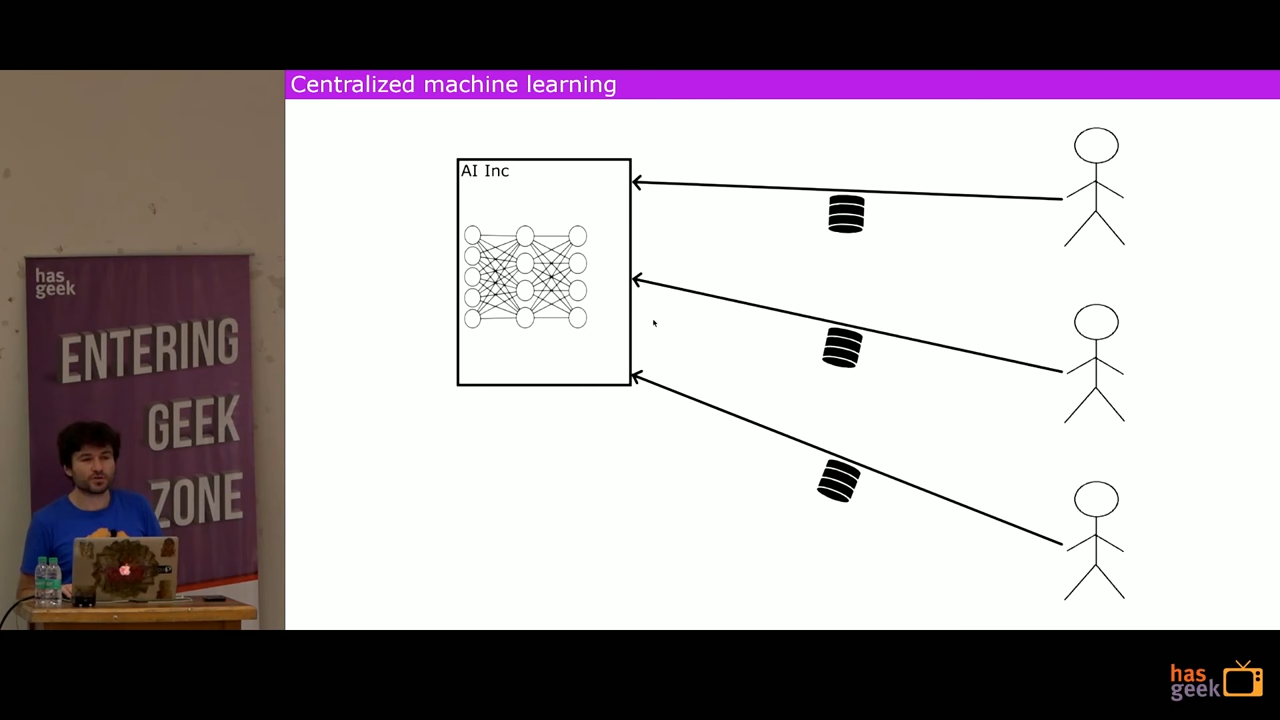 Centralized machine learning
AI Inc
has
geek
ENTERING
GEEK
ZONE
has
geek